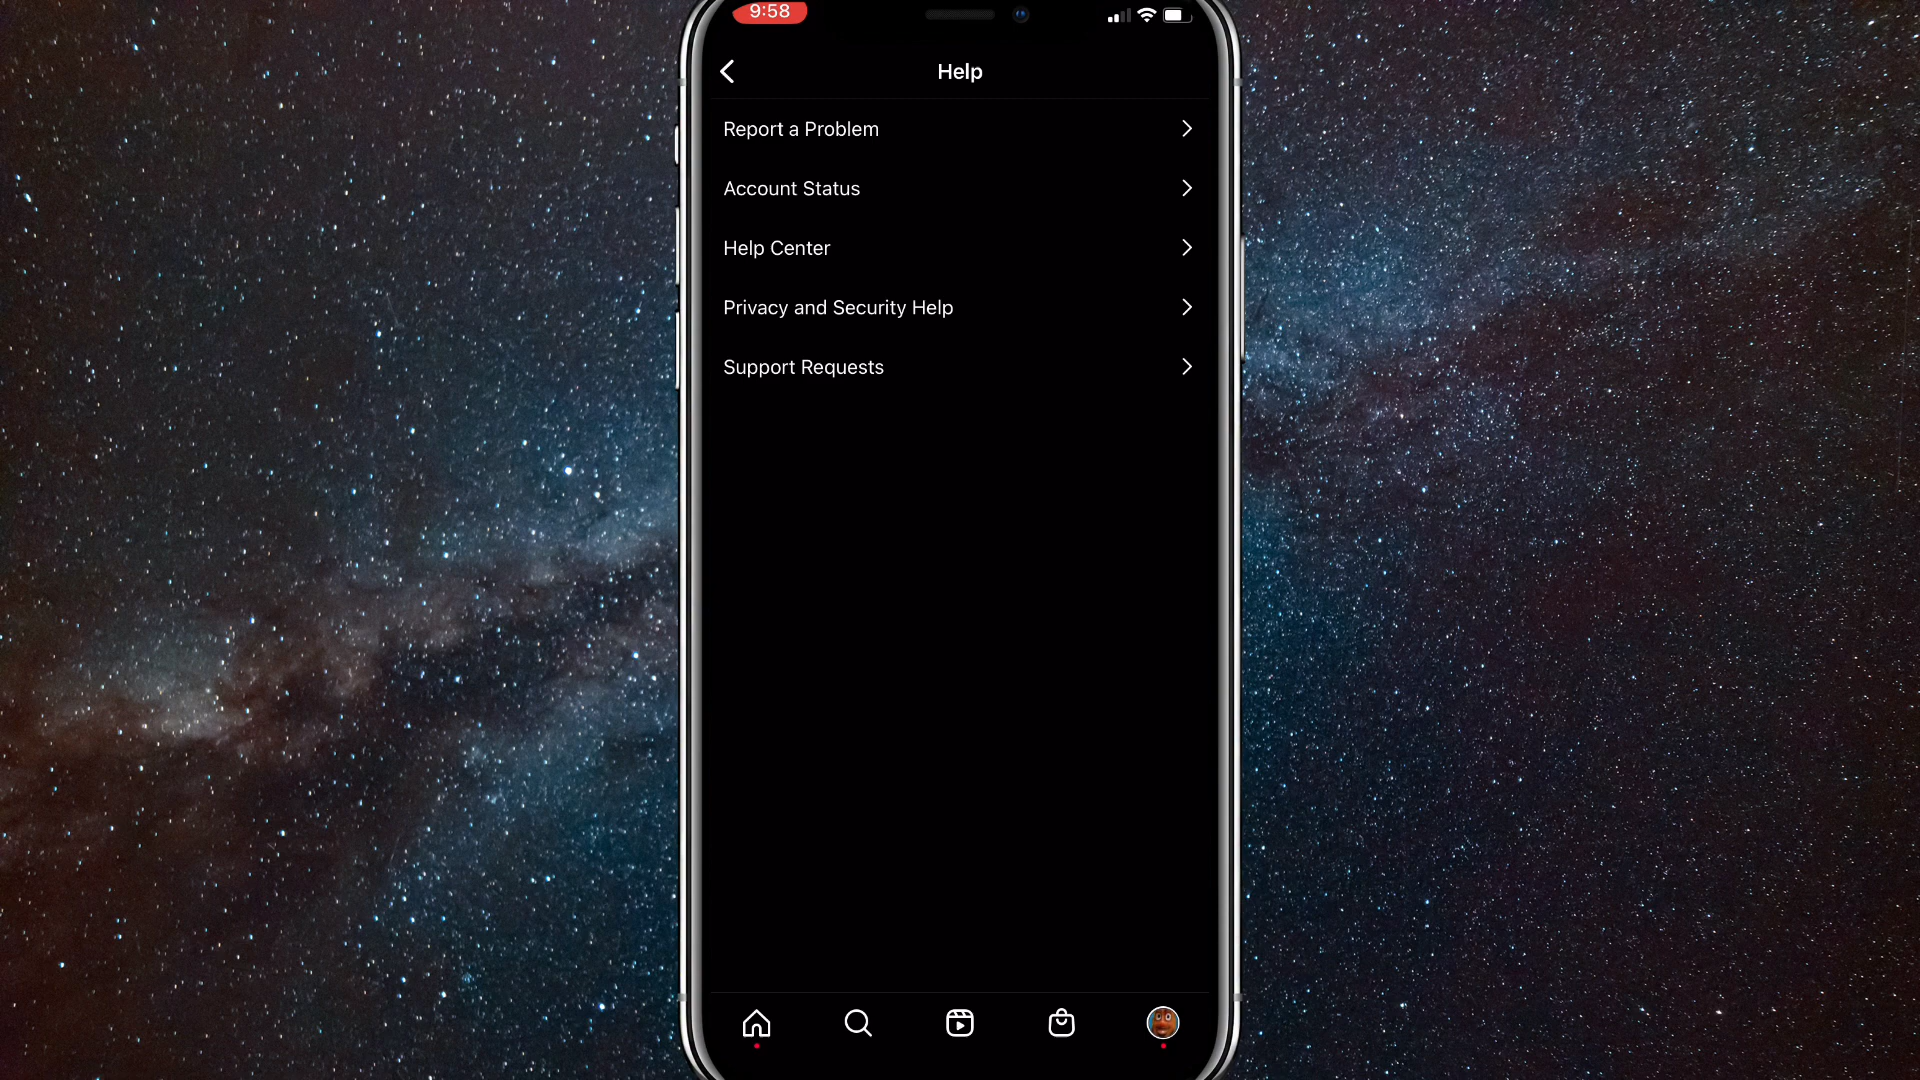 9:58
Help
Report a Problem
Account Status
Help Center
Privacy and Security Help
Support Requests